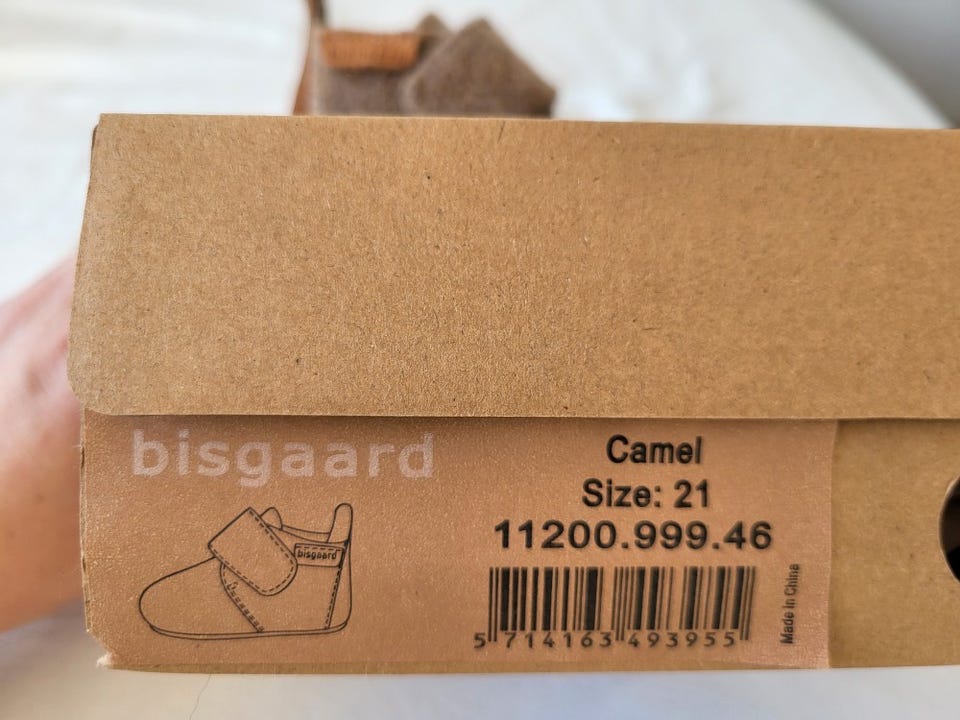 bisgaard
bisgaard
Camel
Size: 21
11200.999.46
5 714163 493955
Made in China